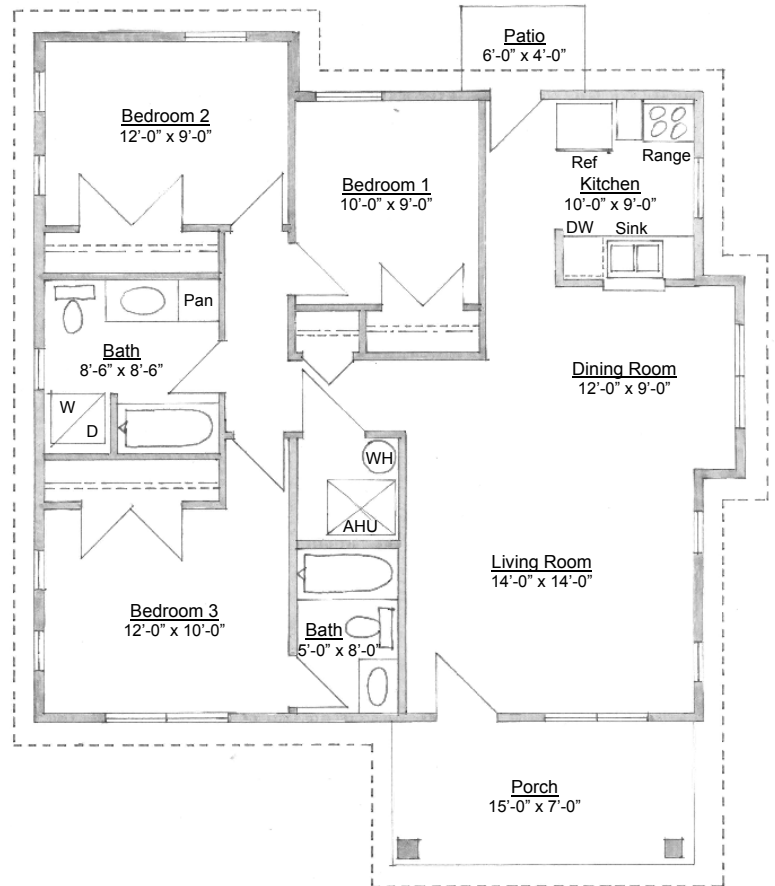 Patio
6’-0” x 4’-0”
Bedroom 2
12’-0” x 9’-0”
Bedroom 1
10’-0” x 9’-0”
Ref
Range
Kitchen
10’-0” x 9’-0”
DW
Sink
Pan
Bath
8’-6” x 8’-6”
W
D
Dining Room
12’-0” x 9’-0”
WH
AHU
Living Room
14’-0” x 14’-0”
Bedroom 3
12’-0” x 10’-0”
Bath
5’-0” x 8’-0”
Porch
15’-0” x 7’-0”